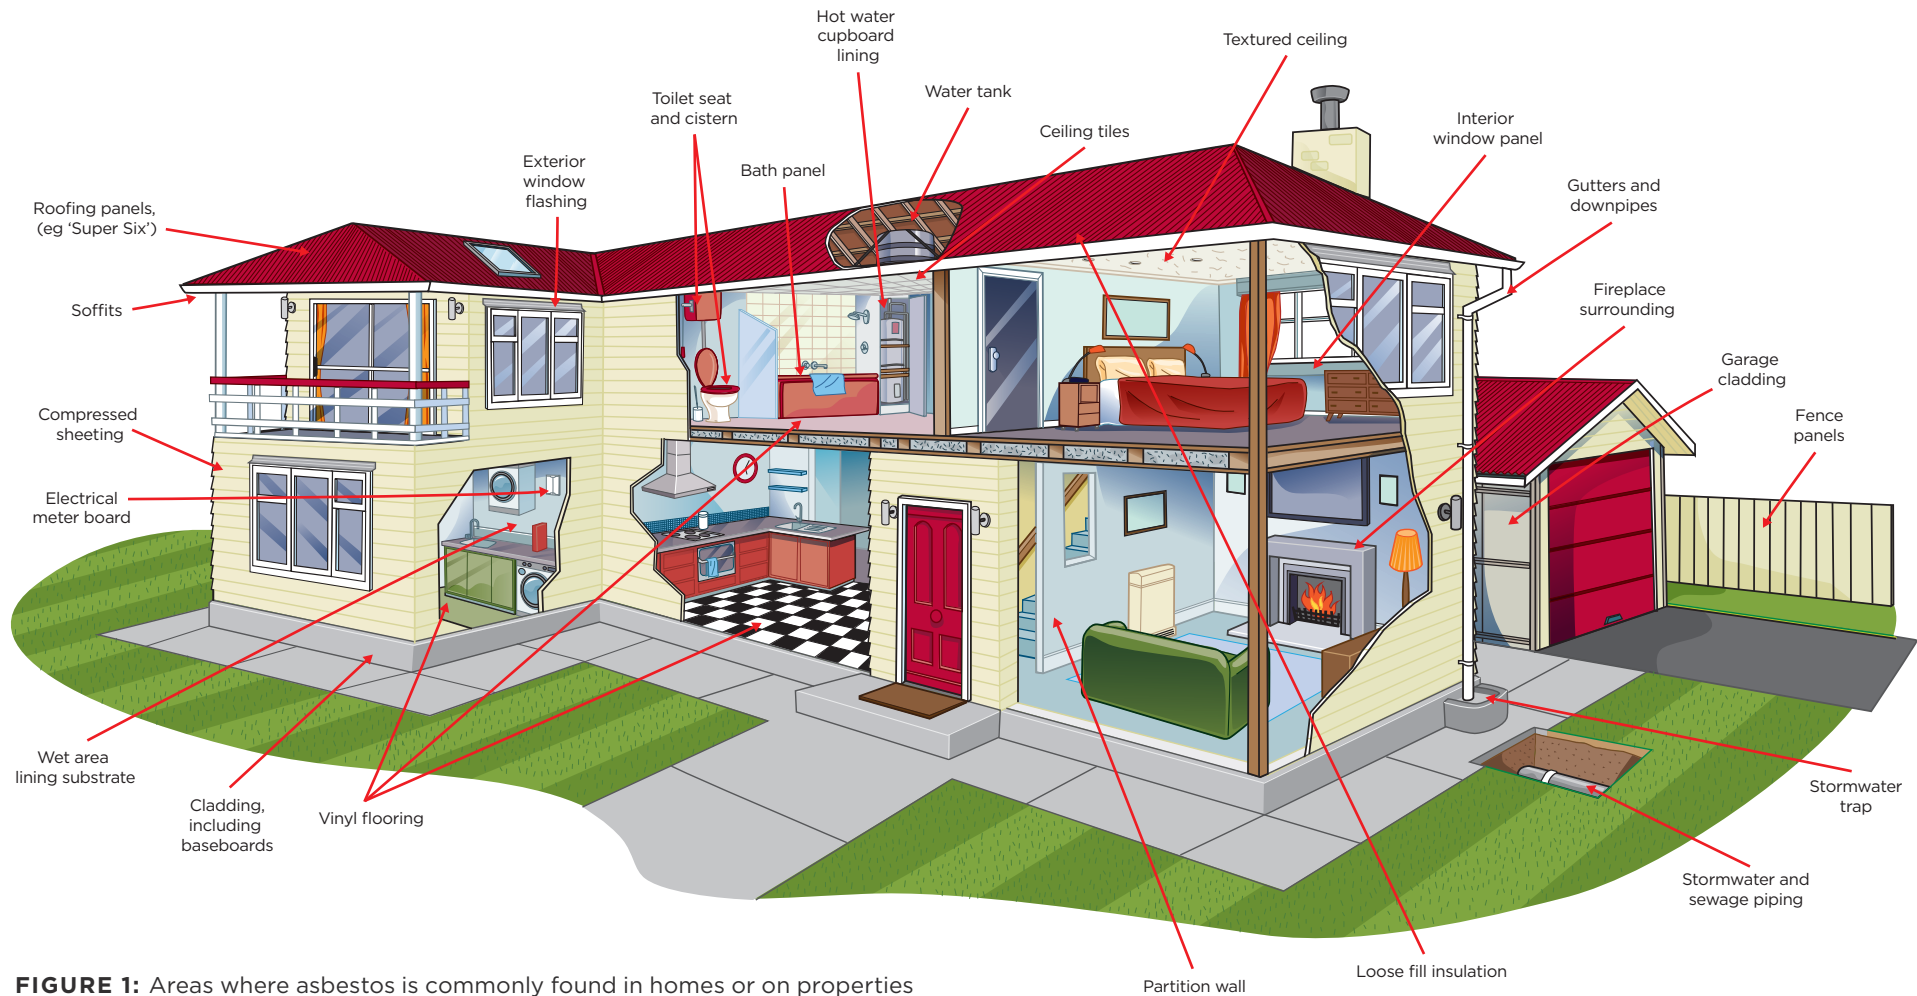 Hot water
cupboard
lining
Textured ceiling
Toilet seat
and cistern
Water tank
Ceiling tiles
Interior
window panel
Exterior
window
flashing
Bath panel
Gutters and
downpipes
Roofing panels,
(eg ‘Super Six’)
Soffits
Fireplace
surrounding
Garage
cladding
Compressed
sheeting
Fence
panels
Electrical
meter board
Wet area
lining substrate
Cladding,
including
baseboards
Vinyl flooring
Stormwater
trap
Stormwater and
sewage piping
Loose fill insulation
Partition wall
FIGURE 1: Areas where asbestos is commonly found in homes or on properties